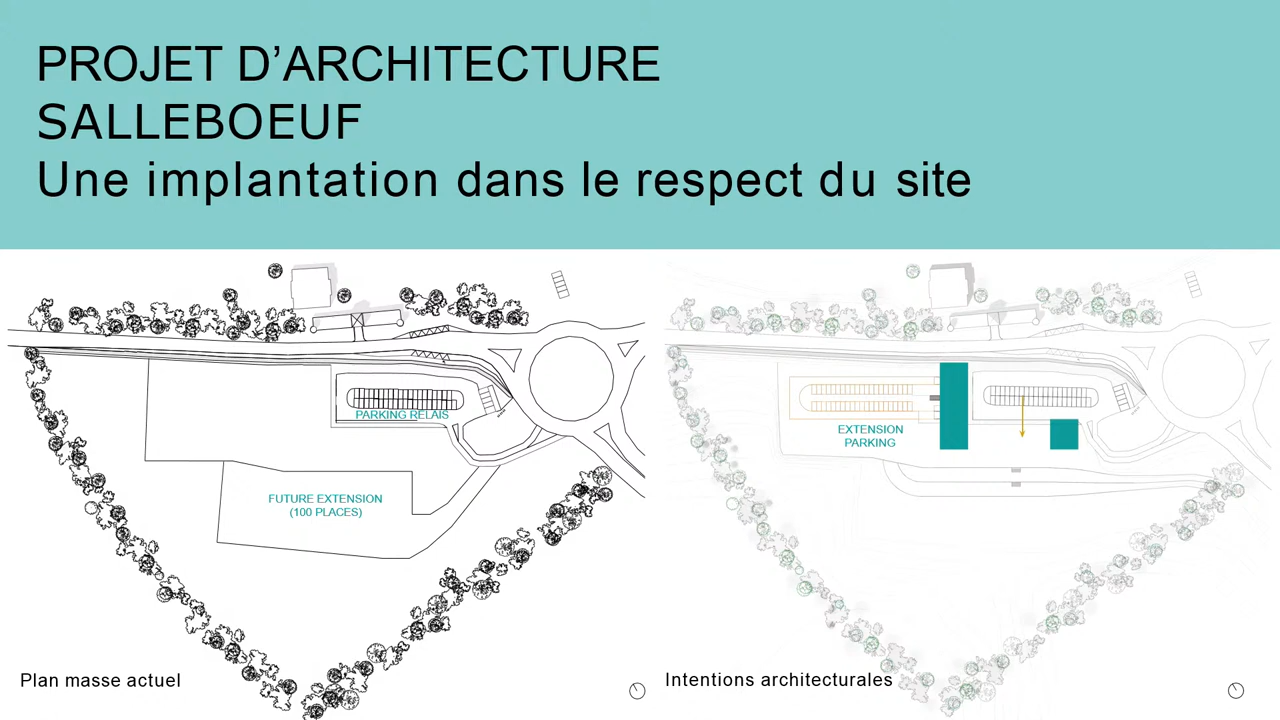 PROJET D’ARCHITECTURE
SALLEBOEUF
Une implantation dans le respect du site
PARKING RELAIS
FUTURE EXTENSION
(100 PLACES)
Plan masse actuel
EXTENSION
PARKING
Intentions architecturales